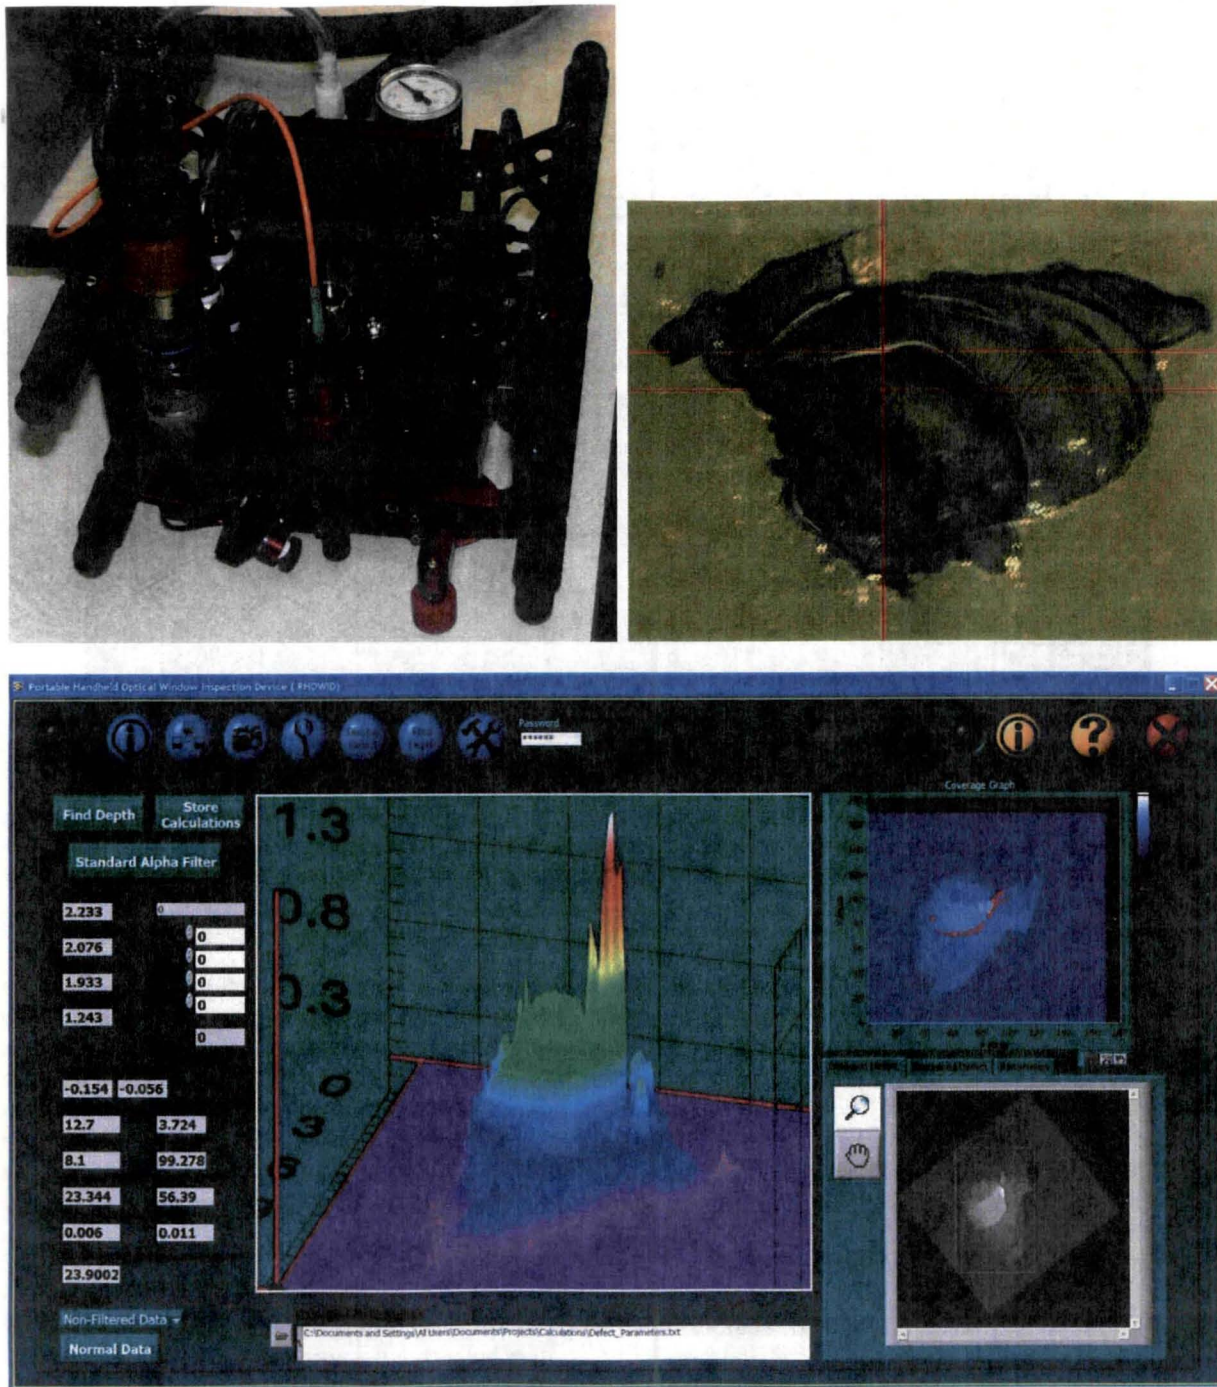 Portable Handheld Optical Window Inspection Device ( PHOWID)
Password
******
Find Depth
Store
Calculations
Standard Alpha Filter
2.233
0
2.076
0
0
1.933
0
1.243
0
0
-0.154 -0.056
12.7 3.724
8.1 99.278
23.344 56.39
0.006 0.011
23.9002
Non-Filtered Data
Normal Data
1.3
0.8
0.3
0
3
6
C:\Documents and Settings\All Users\Documents\Projects\Calculations\Defect_Parameters.txt
Coverage Graph